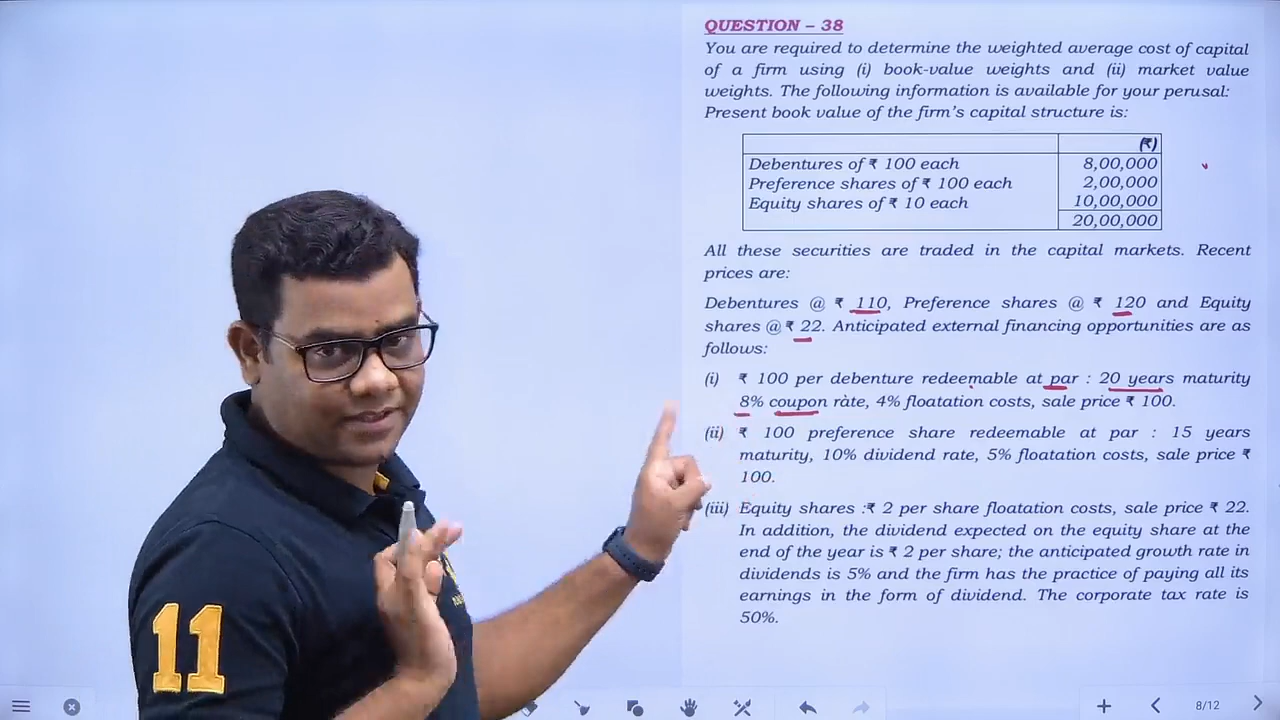 QUESTION – 38
You are required to determine the weighted average cost of capital
of a firm using (i) book-value weights and (ii) market value
weights. The following information is available for your perusal:
Present book value of the firm's capital structure is:
(₹)
Debentures of ₹ 100 each 8,00,000
Preference shares of ₹ 100 each 2,00,000
Equity shares of ₹ 10 each 10,00,000
20,00,000
All these securities are traded in the capital markets. Recent
prices are:
Debentures @ ₹ 110, Preference shares @ ₹ 120 and Equity
shares @ ₹ 22. Anticipated external financing opportunities are as
follows:
(i) ₹ 100 per debenture redeemable at par : 20 years maturity
8% coupon rate, 4% floatation costs, sale price ₹ 100.
(ii) ₹ 100 preference share redeemable at par : 15 years
maturity, 10% dividend rate, 5% floatation costs, sale price ₹
100.
(iii) Equity shares :₹ 2 per share floatation costs, sale price ₹ 22.
In addition, the dividend expected on the equity share at the
end of the year is ₹ 2 per share; the anticipated growth rate in
dividends is 5% and the firm has the practice of paying all its
earnings in the form of dividend. The corporate tax rate is
50%.
11
8/12